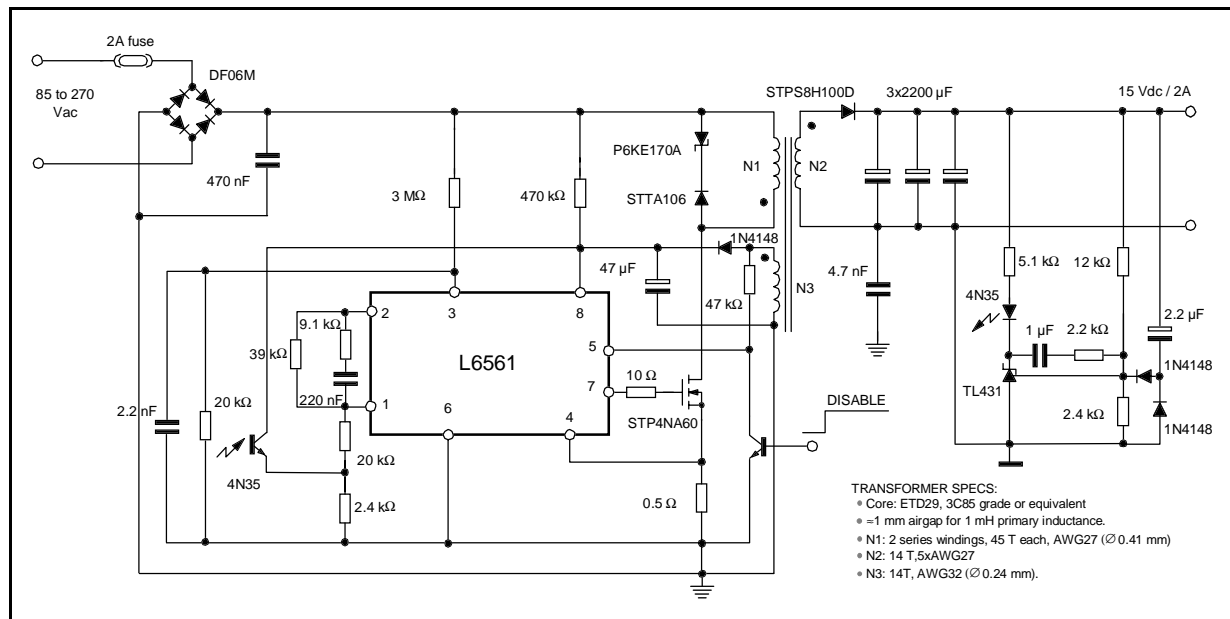 2A fuse
DF06M
85 to 270
Vac
470 nF
3 MΩ
470 kΩ
P6KE170A
STTA106
N1
N2
STPS8H100D
3x2200 µF
15 Vdc / 2A
1N4148
47 µF
N3
47 kΩ
4.7 nF
5.1 kΩ
12 kΩ
4N35
1 µF
2.2 kΩ
2.2 µF
1N4148
TL431
2.4 kΩ
1N4148
2
3
8
9.1 kΩ
39 kΩ
L6561
5
7
10 Ω
220 nF
1
6
4
STP4NA60
DISABLE
2.2 nF
20 kΩ
20 kΩ
4N35
2.4 kΩ
0.5 Ω
TRANSFORMER SPECS:
• Core: ETD29, 3C85 grade or equivalent
• ≈1 mm airgap for 1 mH primary inductance.
• N1: 2 series windings, 45 T each, AWG27 (∅ 0.41 mm)
• N2: 14 T,5xAWG27
• N3: 14T, AWG32 (∅ 0.24 mm).